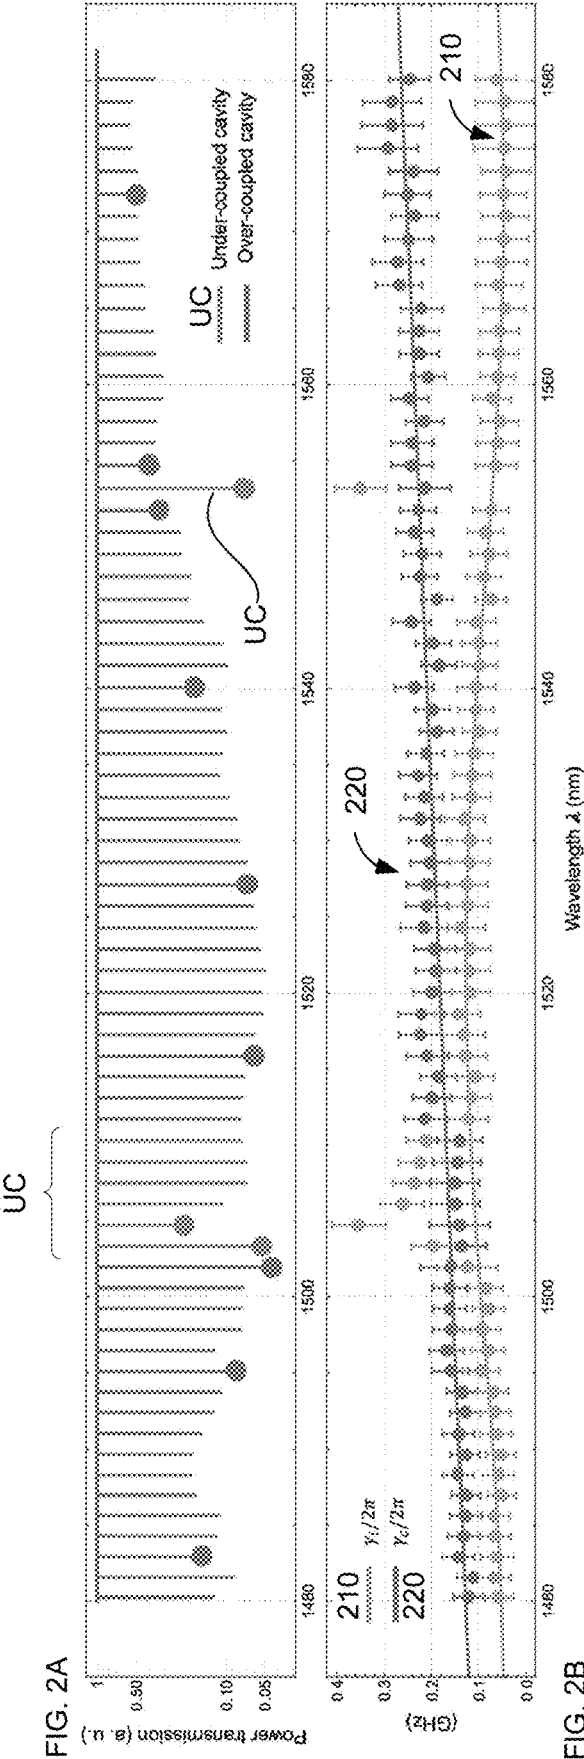 FIG. 2A
UC
Power transmission (a. u.)
1
0.50
0.10
0.05
UC
Under-coupled cavity
Over-coupled cavity
UC
1480
1500
1520
1540
1560
1580
(GHz)
0.4
0.3
0.2
0.1
0.0
210 γi/2π
220 γc/2π
220
210
1480
1500
1520
1540
1560
1580
Wavelength λ (nm)
FIG. 2B